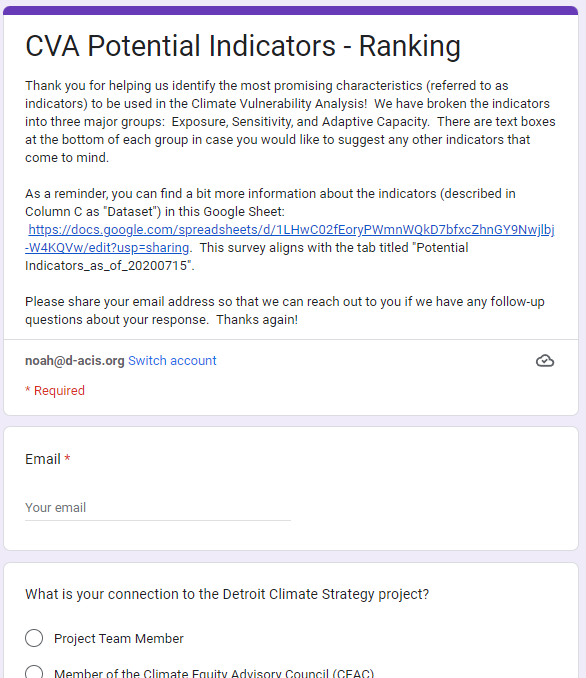 CVA Potential Indicators - Ranking
Thank you for helping us identify the most promising characteristics (referred to as
indicators) to be used in the Climate Vulnerability Analysis!  We have broken the indicators
into three major groups:  Exposure, Sensitivity, and Adaptive Capacity.  There are text boxes
at the bottom of each group in case you would like to suggest any other indicators that
come to mind.
As a reminder, you can find a bit more information about the indicators (described in
Column C as "Dataset") in this Google Sheet:
https://docs.google.com/spreadsheets/d/1LHwC02fEoryPWmnWQkD7bfxcZhnGY9Nwjlbj
-W4KQVw/edit?usp=sharing.  This survey aligns with the tab titled "Potential
Indicators_as_of_20200715".
Please share your email address so that we can reach out to you if we have any follow-up
questions about your response.  Thanks again!
noah@d-acis.org Switch account
* Required
Email *
Your email
What is your connection to the Detroit Climate Strategy project?
Project Team Member
Member of the Climate Equity Advisory Council (CEAC)